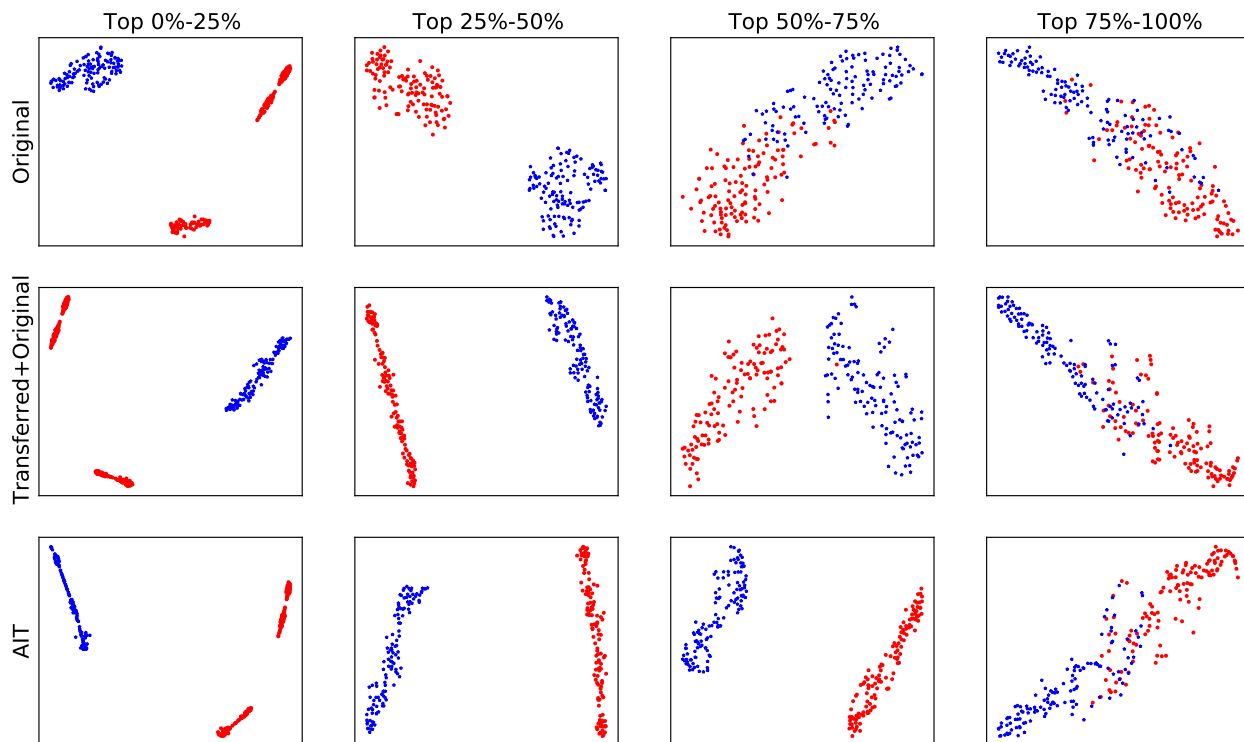 Top 0%-25%
Top 25%-50%
Top 50%-75%
Top 75%-100%
Original
Transferred+Original
AIT